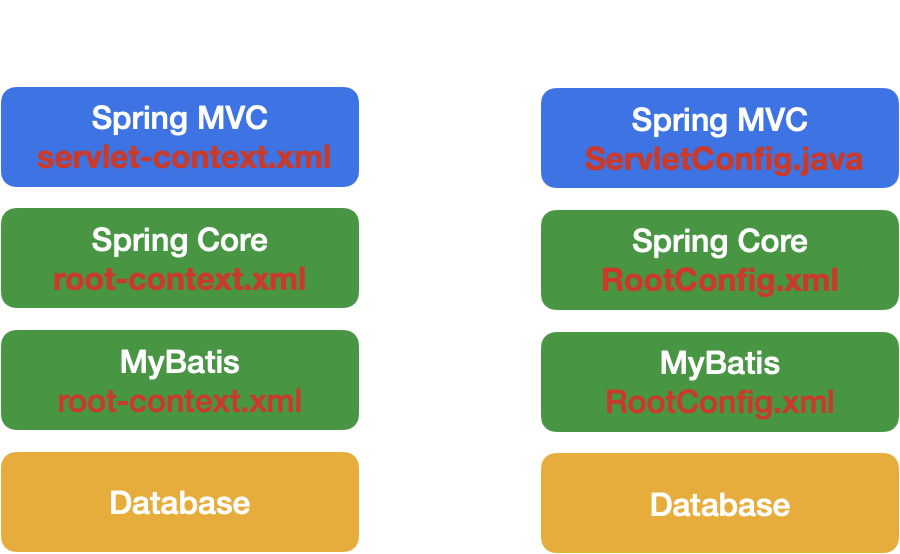 Spring MVC
servlet-context.xml
Spring Core
root-context.xml
MyBatis
root-context.xml
Database
Spring MVC
ServletConfig.java
Spring Core
RootConfig.xml
MyBatis
RootConfig.xml
Database